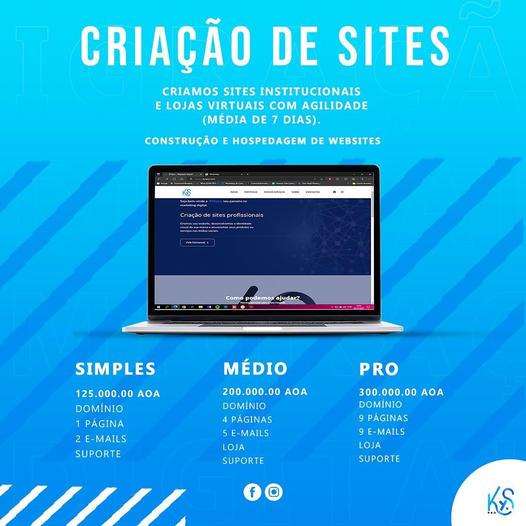 CRIAÇÃO DE SITES
CRIAMOS SITES INSTITUCIONAIS
E LOJAS VIRTUAIS COM AGILIDADE
(MÉDIA DE 7 DIAS).
CONSTRUÇÃO E HOSPEDAGEM DE WEBSITES
Criação de sites profissionais
Como podemos ajudar?
SIMPLES
125.000.00 AOA
DOMÍNIO
1 PÁGINA
2 E-MAILS
SUPORTE
MÉDIO
200.000.00 AOA
DOMÍNIO
4 PÁGINAS
5 E-MAILS
LOJA
SUPORTE
PRO
300.000.00 AOA
DOMÍNIO
9 PÁGINAS
9 E-MAILS
LOJA
SUPORTE